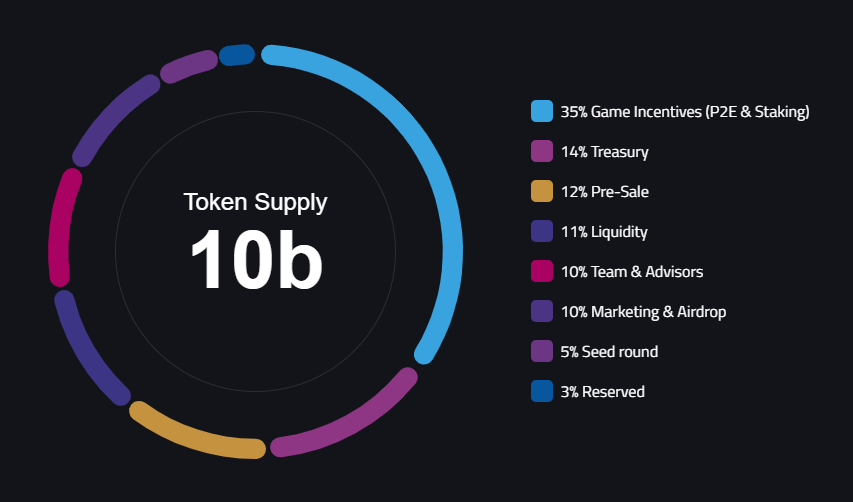 Token Supply
10b
35% Game Incentives (P2E & Staking)
14% Treasury
12% Pre-Sale
11% Liquidity
10% Team & Advisors
10% Marketing & Airdrop
5% Seed round
3% Reserved